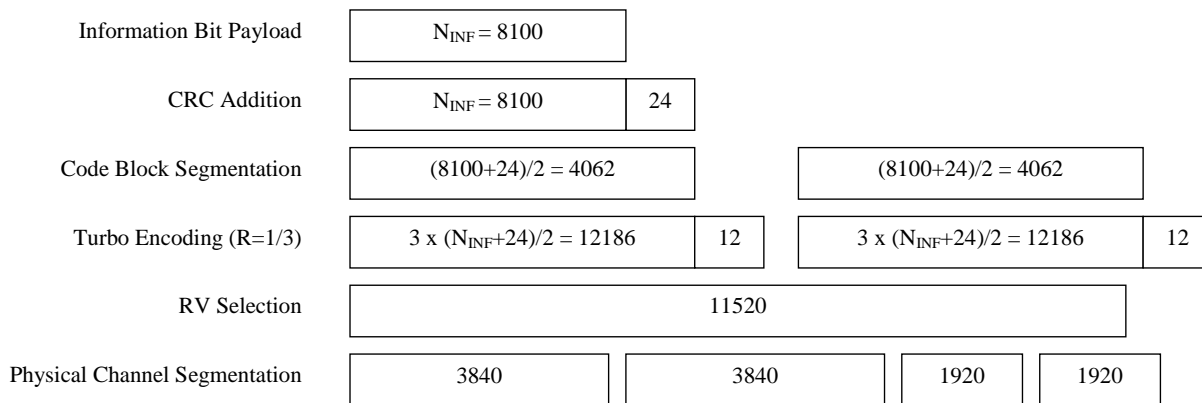 Information Bit Payload N_INF = 8100
CRC Addition N_INF = 8100 24
Code Block Segmentation (8100+24)/2 = 4062 (8100+24)/2 = 4062
Turbo Encoding (R=1/3) 3 x (N_INF+24)/2 = 12186 12 3 x (N_INF+24)/2 = 12186 12
RV Selection 11520
Physical Channel Segmentation 3840 3840 1920 1920